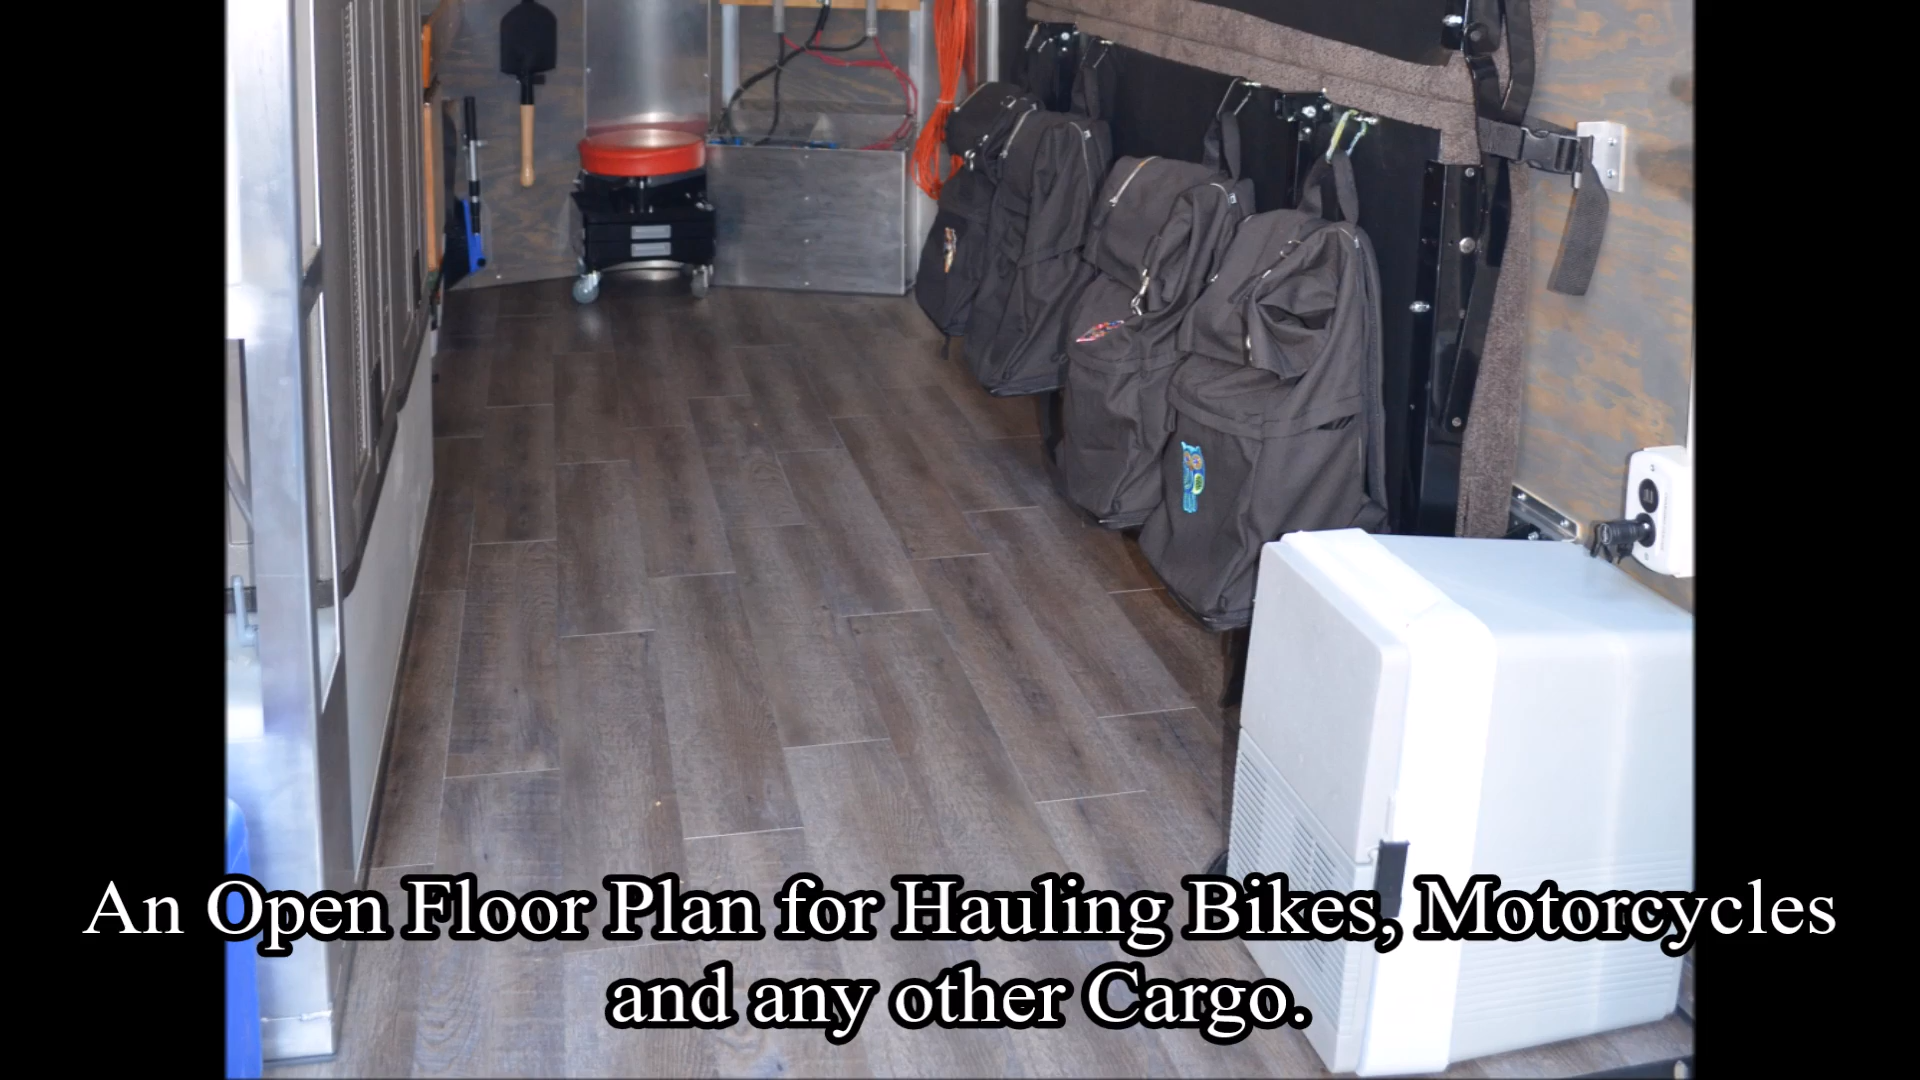 An Open Floor Plan for Hauling Bikes, Motorcycles
and any other Cargo.